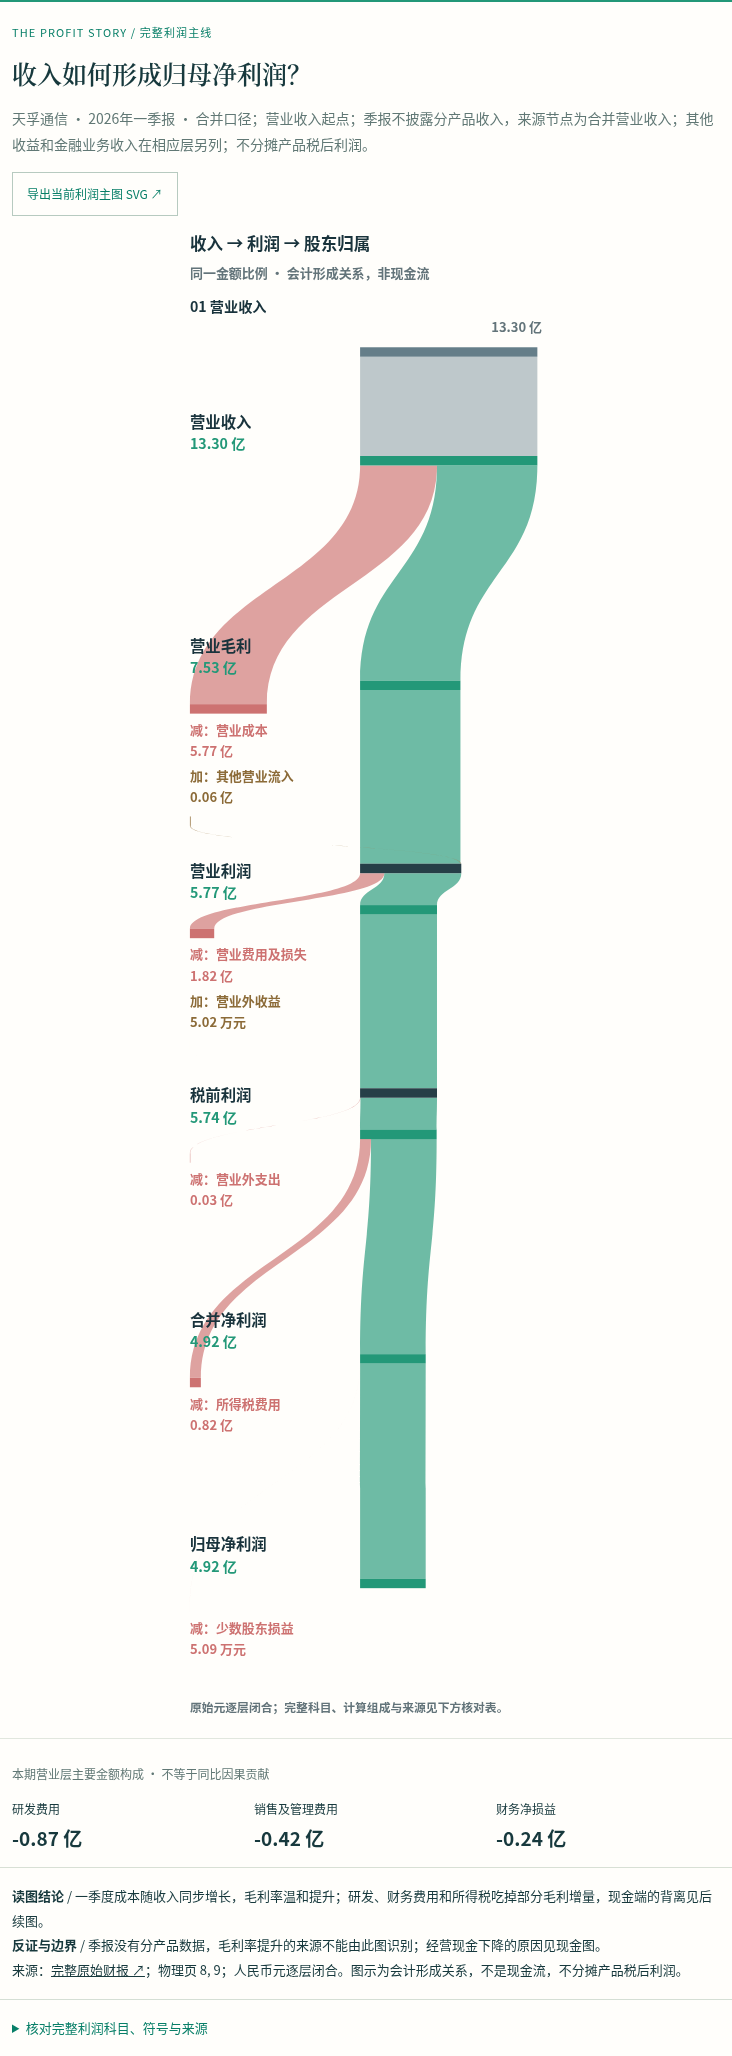 THE PROFIT STORY / 完整利润主线
收入如何形成归母净利润?
天孚通信 · 2026年一季报 · 合并口径；营业收入起点；季报不披露分产品收入，来源节点为合并营业收入；其他
收益和金融业务收入在相应层另列；不分摊产品税后利润。
导出当前利润主图 SVG ↗
收入 → 利润 → 股东归属
同一金额比例 · 会计形成关系，非现金流
01 营业收入
13.30 亿
营业收入
13.30 亿
营业毛利
7.53 亿
减：营业成本
5.77 亿
加：其他营业流入
0.06 亿
营业利润
5.77 亿
减：营业费用及损失
1.82 亿
加：营业外收益
5.02 万元
税前利润
5.74 亿
减：营业外支出
0.03 亿
合并净利润
4.92 亿
减：所得税费用
0.82 亿
归母净利润
4.92 亿
减：少数股东损益
5.09 万元
原始元逐层闭合；完整科目、计算组成与来源见下方核对表。
本期营业层主要金额构成 · 不等于同比因果贡献
研发费用
-0.87 亿
销售及管理费用
-0.42 亿
财务净损益
-0.24 亿
读图结论 / 一季度成本随收入同步增长，毛利率温和提升；研发、财务费用和所得税吃掉部分毛利增量，现金端的背离见后
续图。
反证与边界 / 季报没有分产品数据，毛利率提升的来源不能由此图识别；经营现金下降的原因见现金图。
来源：完整原始财报 ↗；物理页 8, 9；人民币元逐层闭合。图示为会计形成关系，不是现金流，不分摊产品税后利润。
▶ 核对完整利润科目、符号与来源